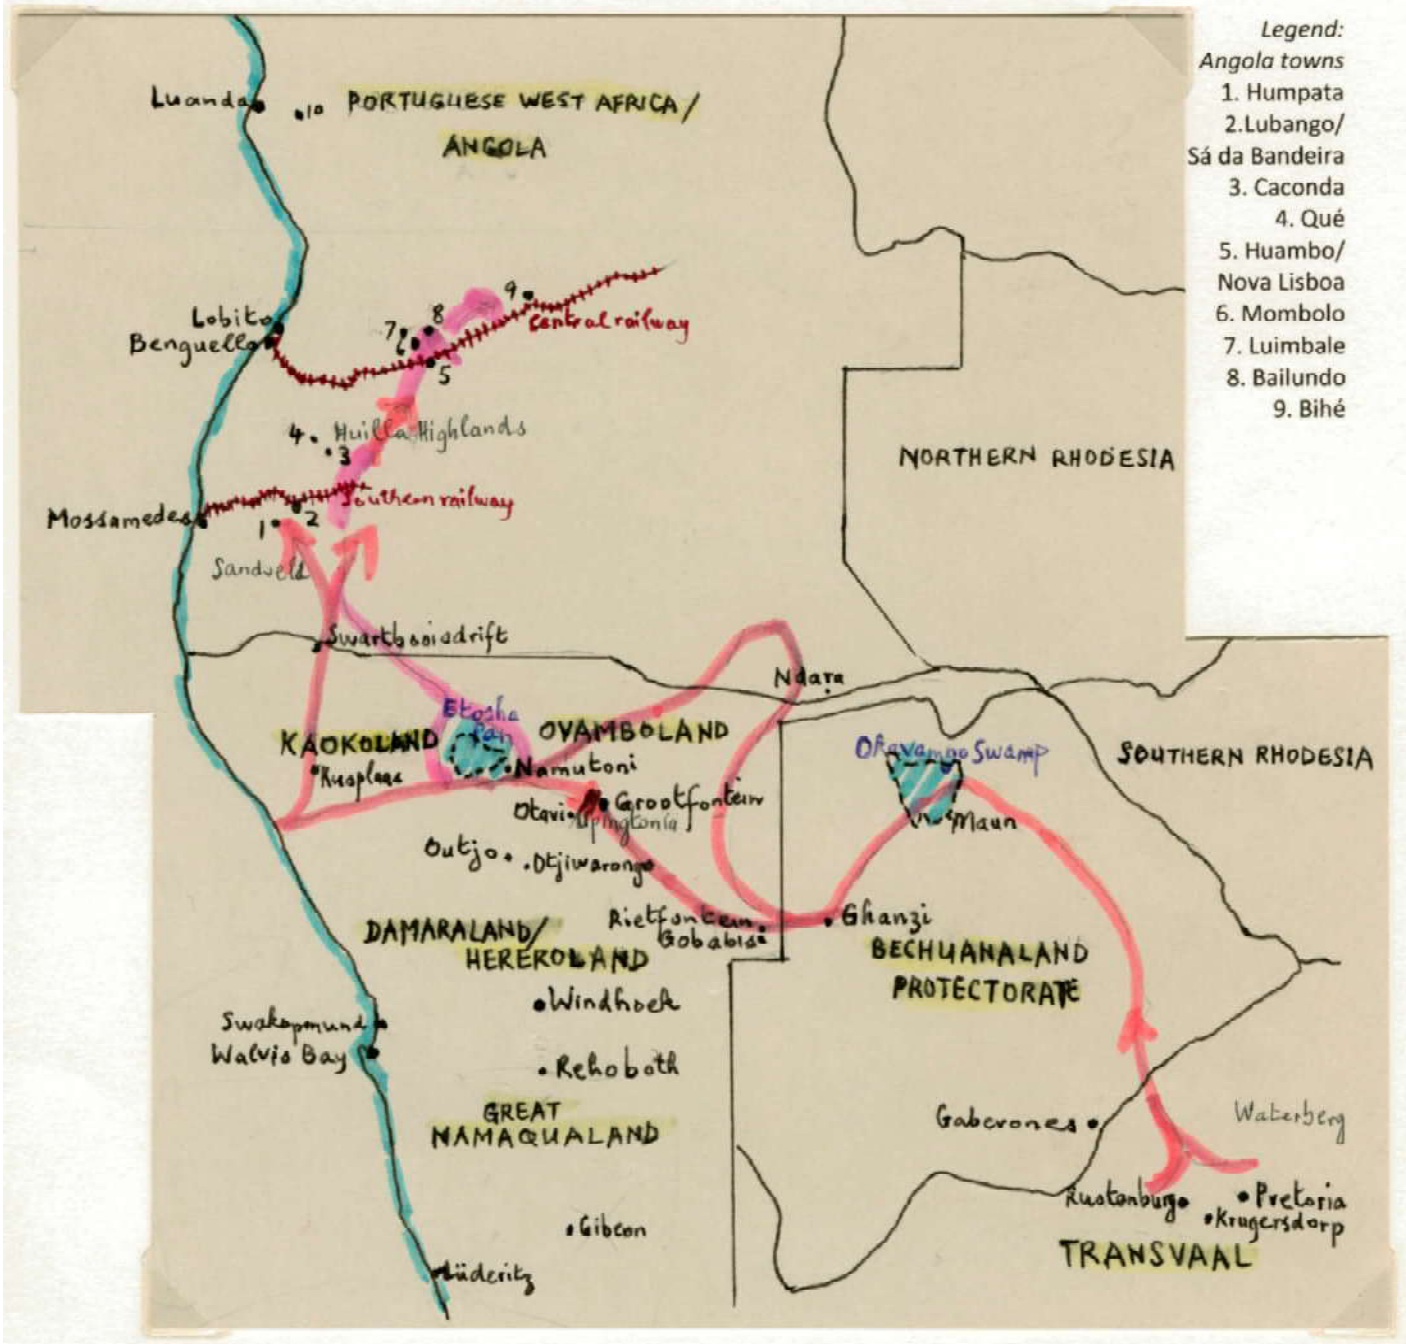 Legend:
Angola towns
1. Humpata
2.Lubango/
Sá da Bandeira
3. Caconda
4. Qué
5. Huambo/
Nova Lisboa
6. Mombolo
7. Luimbale
8. Bailundo
9. Bihé
Luanda
10
PORTUGUESE WEST AFRICA/
ANGOLA
9
Central railway
8
7
6
5
Lobito
Benguella
4
Huilla Highlands
3
Southern railway
Mossamedes
1
2
Sandveld
NORTHERN RHODESIA
Swartbooisdrift
Ndara
Etosha
Pan
KAOKOLAND
OVAMBOLAND
Okavango Swamp
SOUTHERN RHODESIA
Rusplaas
Namutoni
Otavi
Grootfontein
Upingtonia
Maun
Outjo
Otjiwarongo
Rietfontein
Gobabis
Ghanzi
DAMARALAND/
HEREROLAND
BECHUANALAND
PROTECTORATE
Windhoek
Swakopmund
Walvis Bay
Rehoboth
GREAT
NAMAQUALAND
Gaberones
Waterberg
Rustenburg
Pretoria
Krugersdorp
Gibeon
TRANSVAAL
Lüderitz